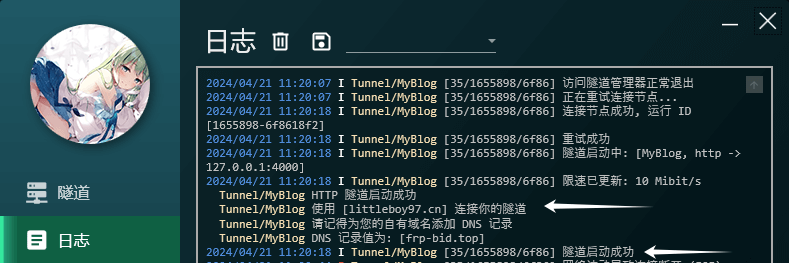 日志
2024/04/21 11:20:07 I Tunnel/MyBlog [35/1655898/6f86] 访问隧道管理器正常退出
2024/04/21 11:20:07 I Tunnel/MyBlog [35/1655898/6f86] 正在重试连接节点...
2024/04/21 11:20:18 I Tunnel/MyBlog [35/1655898/6f86] 连接节点成功, 运行 ID
[1655898-6f8618f2]
2024/04/21 11:20:18 I Tunnel/MyBlog [35/1655898/6f86] 重试成功
2024/04/21 11:20:18 I Tunnel/MyBlog [35/1655898/6f86] 隧道启动中: [MyBlog, http ->
127.0.0.1:4000]
2024/04/21 11:20:18 I Tunnel/MyBlog [35/1655898/6f86] 限速已更新: 10 Mibit/s
Tunnel/MyBlog HTTP 隧道启动成功
Tunnel/MyBlog 使用 [littleboy97.cn] 连接你的隧道
Tunnel/MyBlog 请记得为您的自有域名添加 DNS 记录
Tunnel/MyBlog DNS 记录值为: [frp-bid.top]
2024/04/21 11:20:18 I Tunnel/MyBlog [35/1655898/6f86] 隧道启动成功
隧道
日志